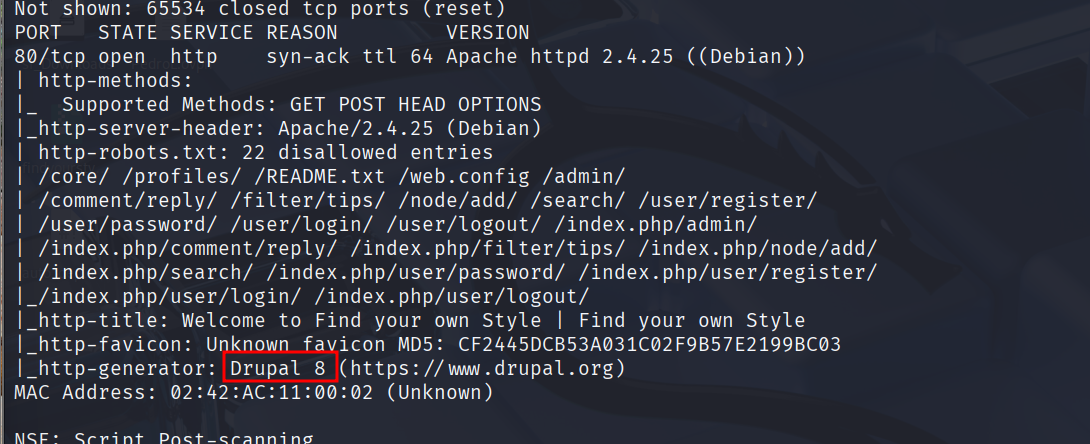 Not shown: 65534 closed tcp ports (reset)
PORT   STATE SERVICE REASON         VERSION
80/tcp open  http    syn-ack ttl 64 Apache httpd 2.4.25 ((Debian))
| http-methods:
|_  Supported Methods: GET POST HEAD OPTIONS
|_http-server-header: Apache/2.4.25 (Debian)
| http-robots.txt: 22 disallowed entries
| /core/ /profiles/ /README.txt /web.config /admin/
| /comment/reply/ /filter/tips/ /node/add/ /search/ /user/register/
| /user/password/ /user/login/ /user/logout/ /index.php/admin/
| /index.php/comment/reply/ /index.php/filter/tips/ /index.php/node/add/
| /index.php/search/ /index.php/user/password/ /index.php/user/register/
|_/index.php/user/login/ /index.php/user/logout/
|_http-title: Welcome to Find your own Style | Find your own Style
|_http-favicon: Unknown favicon MD5: CF2445DCB53A031C02F9B57E2199BC03
|_http-generator: Drupal 8 (https://www.drupal.org)
MAC Address: 02:42:AC:11:00:02 (Unknown)
NSE: Script Post-scanning